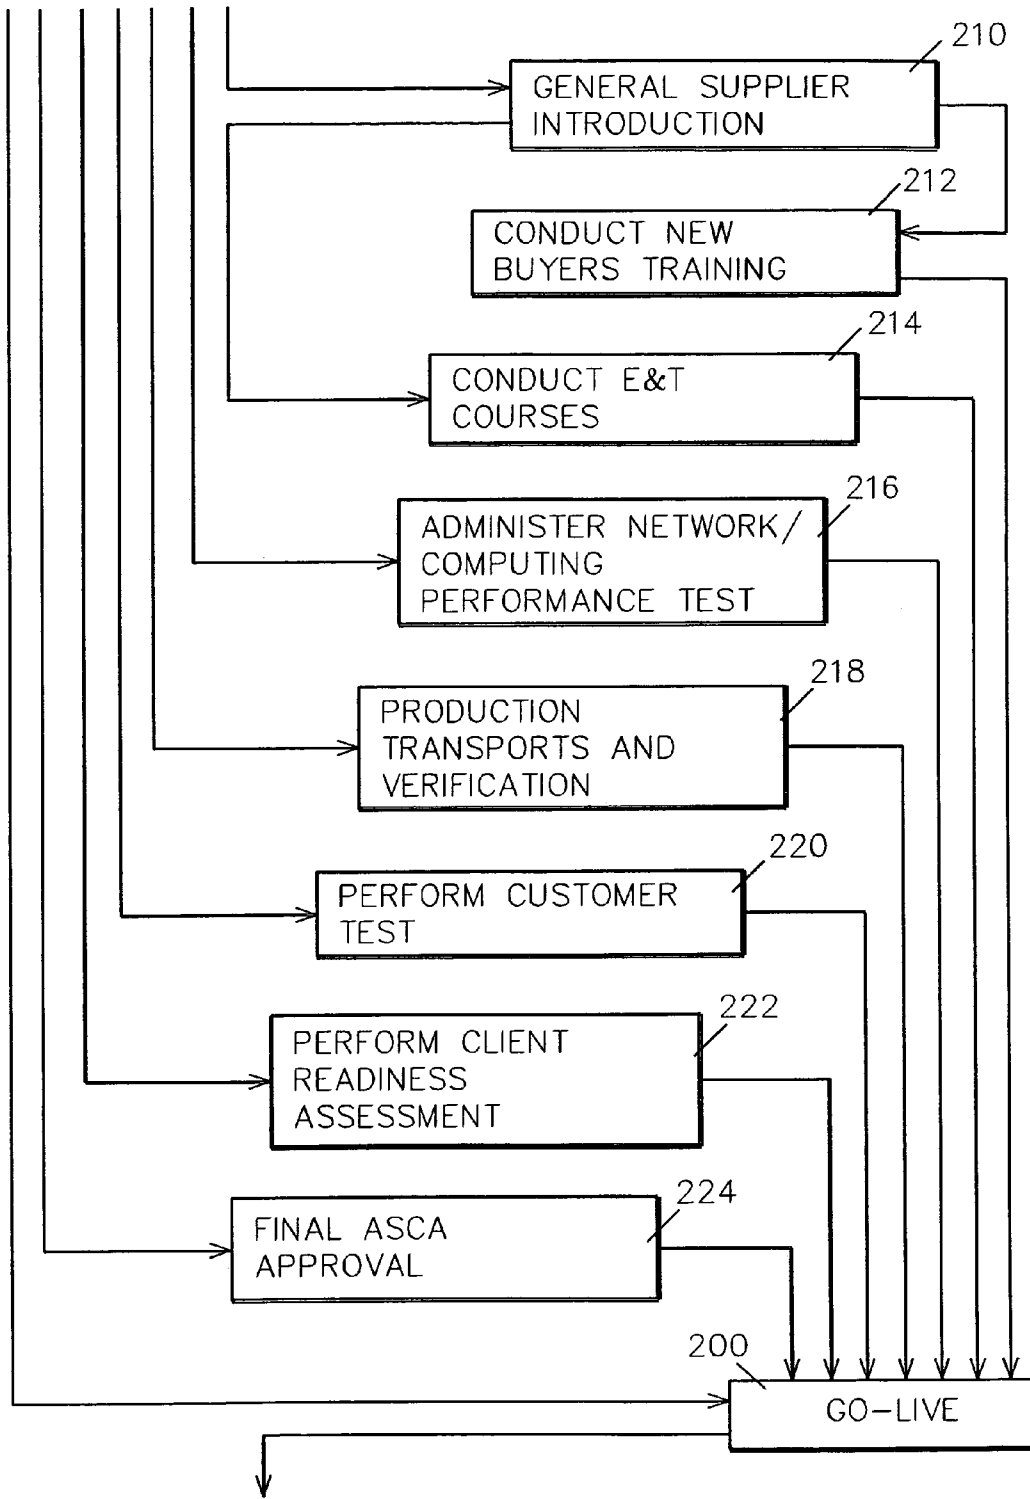 210
GENERAL SUPPLIER
INTRODUCTION
212
CONDUCT NEW
BUYERS TRAINING
214
CONDUCT E&T
COURSES
216
ADMINISTER NETWORK/
COMPUTING
PERFORMANCE TEST
218
PRODUCTION
TRANSPORTS AND
VERIFICATION
220
PERFORM CUSTOMER
TEST
222
PERFORM CLIENT
READINESS
ASSESSMENT
224
FINAL ASCA
APPROVAL
200
GO-LIVE